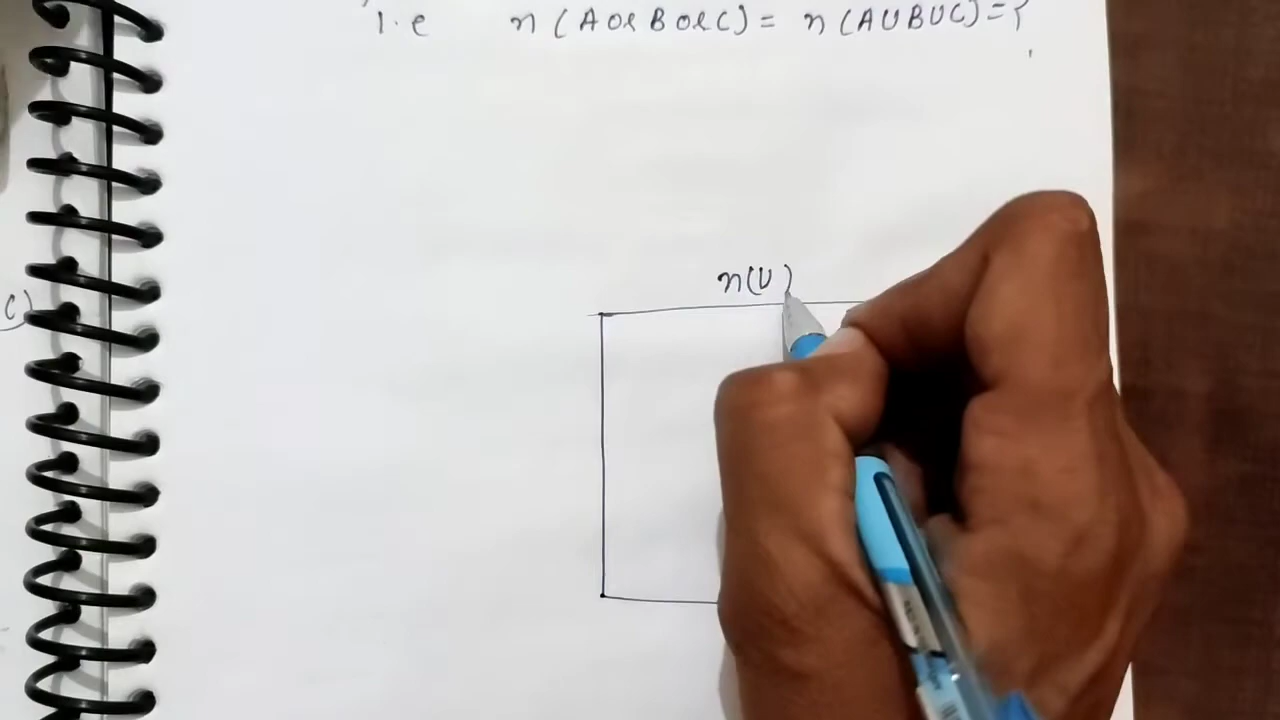 i.e n(A or B or C) = n(A∪B∪C) = ?
n(U)
C)